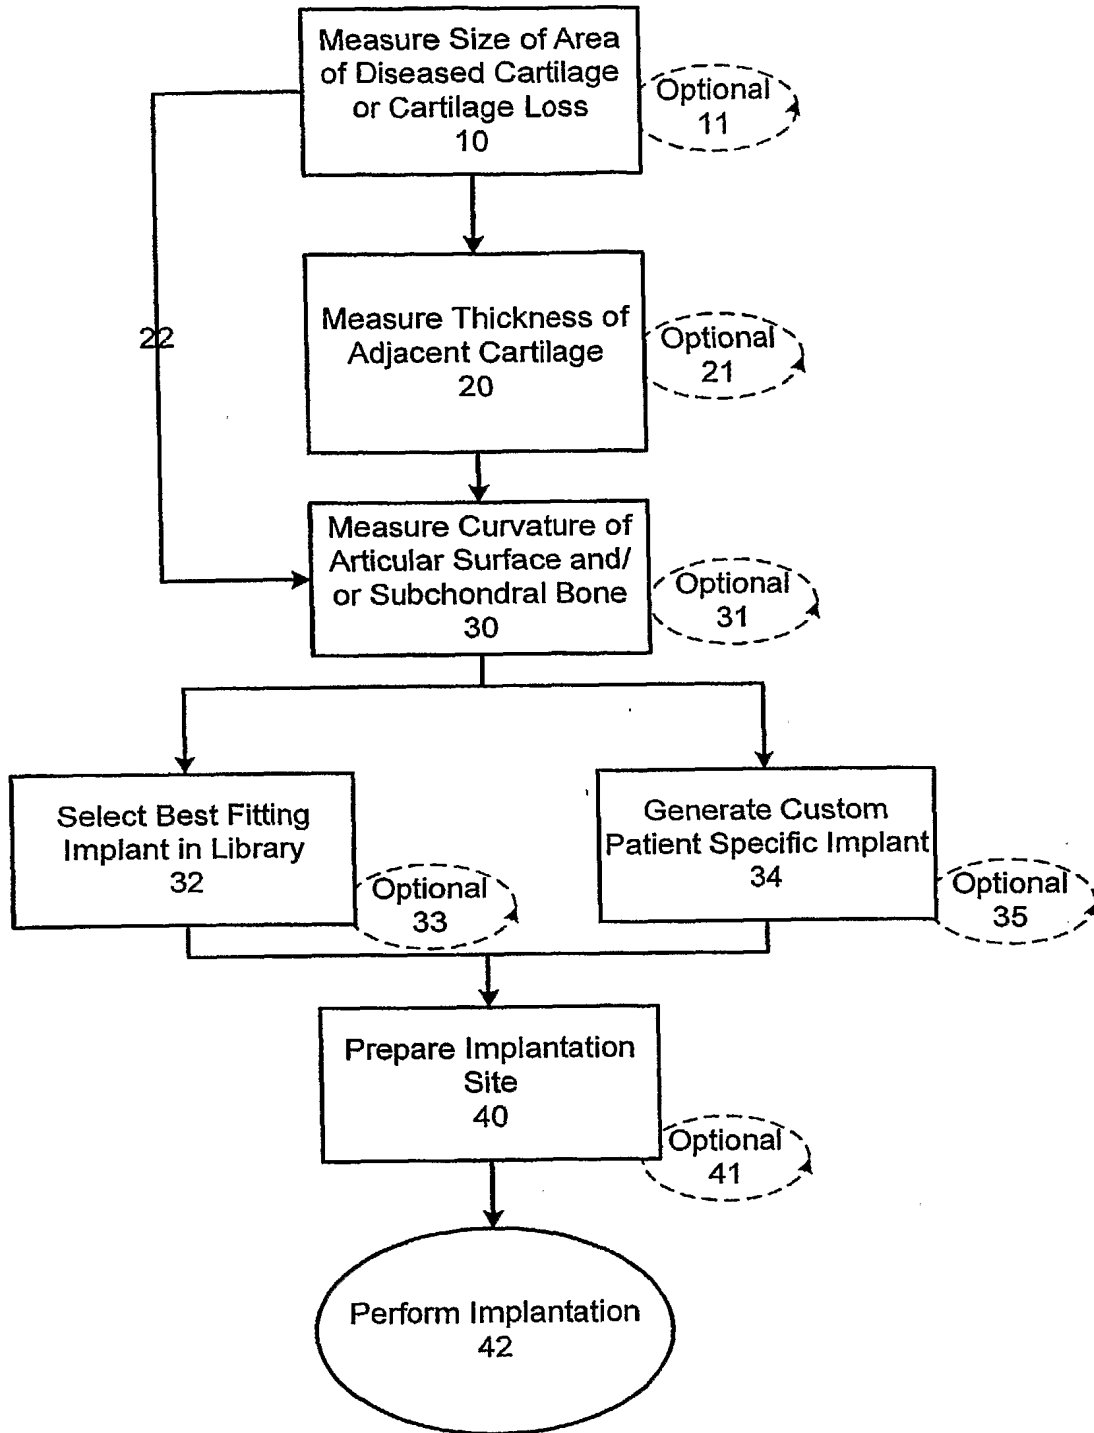 Measure Size of Area
of Diseased Cartilage
or Cartilage Loss
10
Optional
11
Measure Thickness of
Adjacent Cartilage
20
Optional
21
22
Measure Curvature of
Articular Surface and/
or Subchondral Bone
30
Optional
31
Select Best Fitting
Implant in Library
32
Optional
33
Generate Custom
Patient Specific Implant
34
Optional
35
Prepare Implantation
Site
40
Optional
41
Perform Implantation
42